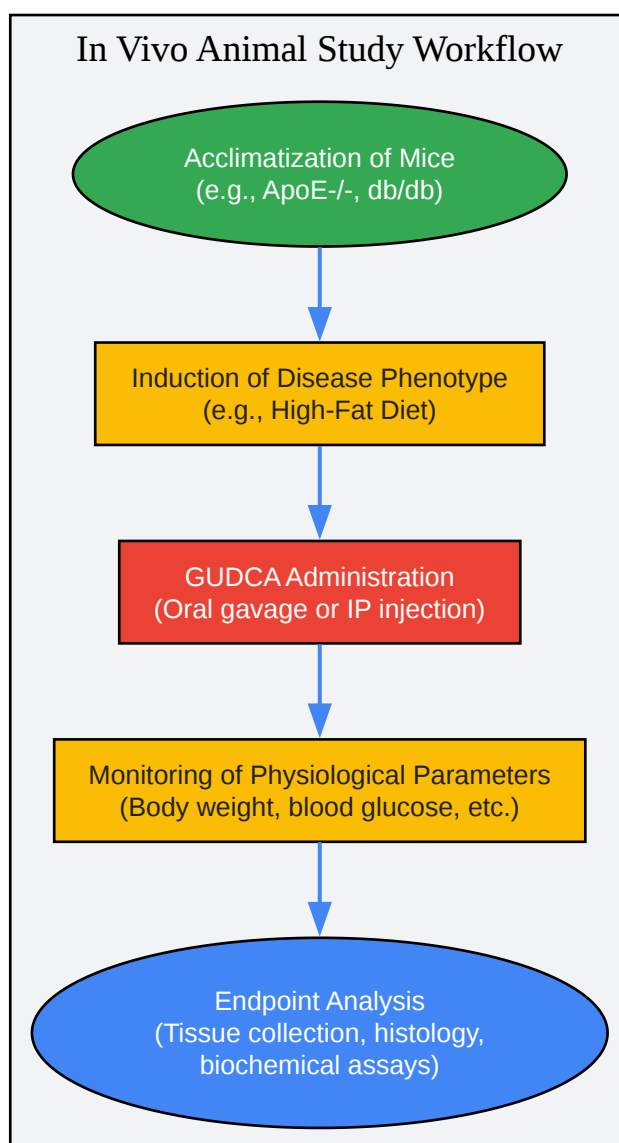 In Vivo Animal Study Workflow
Acclimatization of Mice
(e.g., ApoE-/-, db/db)
Induction of Disease Phenotype
(e.g., High-Fat Diet)
GUDCA Administration
(Oral gavage or IP injection)
Monitoring of Physiological Parameters
(Body weight, blood glucose, etc.)
Endpoint Analysis
(Tissue collection, histology,
biochemical assays)